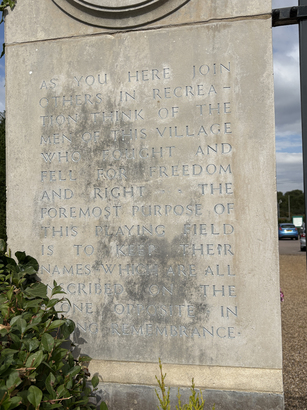 AS YOU HERE JOIN
OTHERS IN RECREA-
TION THINK OF THE
MEN OF THIS VILLAGE
WHO FOUGHT AND
FELL FOR FREEDOM
AND RIGHT · THE
FOREMOST PURPOSE OF
THIS PLAYING FIELD
IS TO KEEP THEIR
NAMES WHICH ARE ALL
INSCRIBED ON THE
STONE OPPOSITE IN
REMEMBRANCE·